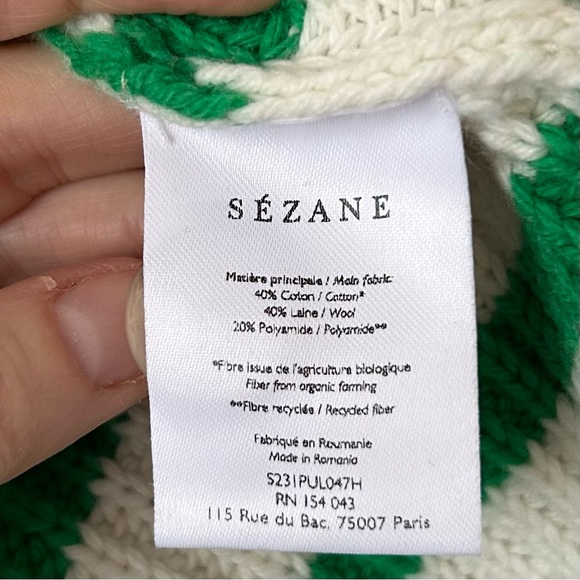 SÉZANE
Matière principale / Main fabric:
40% Coton / Cotton*
40% Laine / Wool
20% Polyamide / Polyamide**
*Fibre issue de l'agriculture biologique
Fiber from organic farming
**Fibre recyclée / Recycled fiber
Fabriqué en Roumanie
Made in Romania
S231PUL047H
RN 154 043
115 Rue du Bac, 75007 Paris